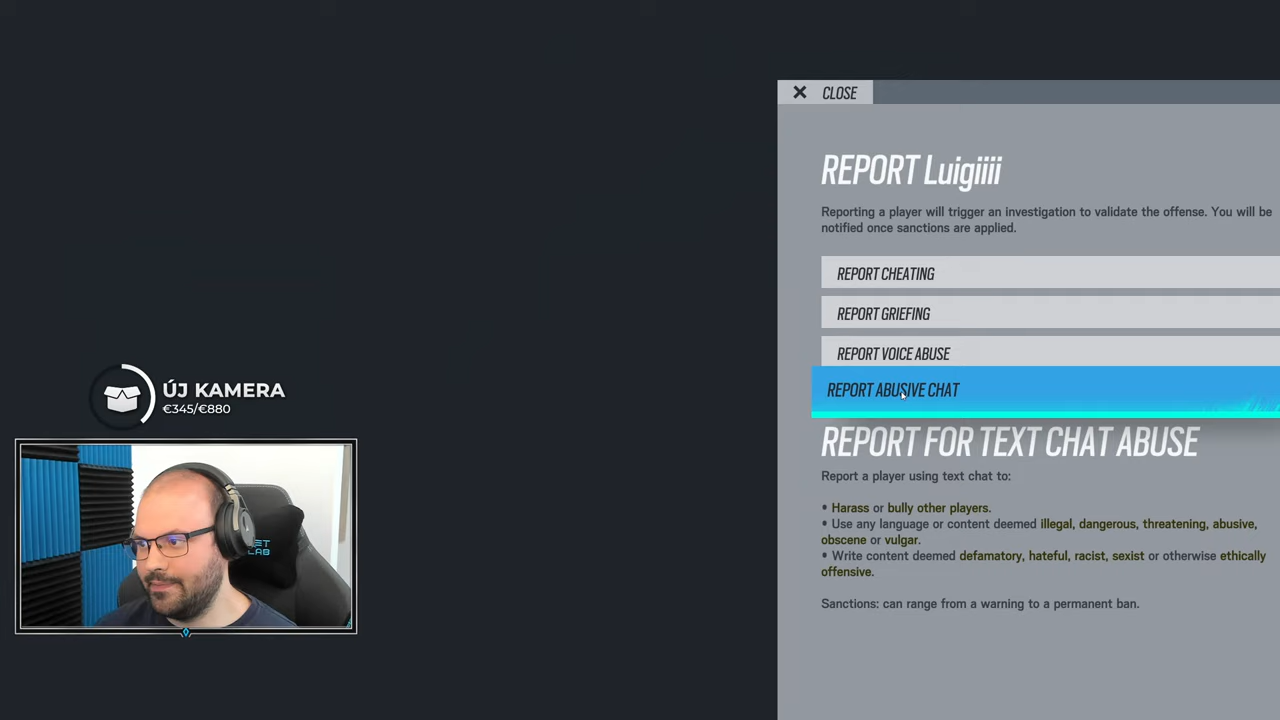 CLOSE
REPORT Luigiiii
Reporting a player will trigger an investigation to validate the offense. You will be
notified once sanctions are applied.
REPORT CHEATING
REPORT GRIEFING
REPORT VOICE ABUSE
REPORT ABUSIVE CHAT
REPORT FOR TEXT CHAT ABUSE
Report a player using text chat to:
• Harass or bully other players.
• Use any language or content deemed illegal, dangerous, threatening, abusive,
obscene or vulgar.
• Write content deemed defamatory, hateful, racist, sexist or otherwise ethically
offensive.
Sanctions: can range from a warning to a permanent ban.
ÚJ KAMERA
€345/€880
LAB